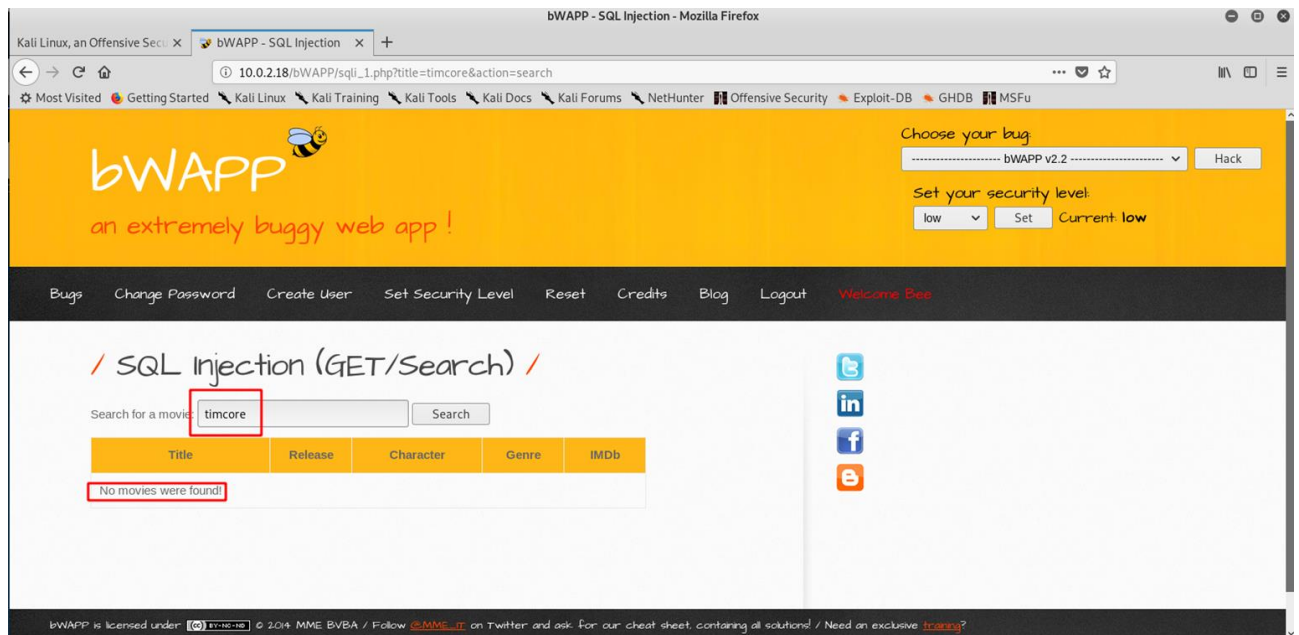 bWAPP - SQL Injection - Mozilla Firefox
Kali Linux, an Offensive Secu
bWAPP - SQL Injection
10.0.2.18/bWAPP/sqli_1.php?title=timcore&action=search
Most Visited Getting Started Kali Linux Kali Training Kali Tools Kali Docs Kali Forums NetHunter Offensive Security Exploit-DB GHDB MSFu
bWAPP
an extremely buggy web app !
Choose your bug:
---------------------- bWAPP v2.2 ----------------------- Hack
Set your security level:
low Set Current: low
Bugs Change Password Create User Set Security Level Reset Credits Blog Logout Welcome Bee
/ SQL Injection (GET/Search) /
Search for a movie: timcore Search
Title Release Character Genre IMDb
No movies were found!
bWAPP is licensed under (cc) BY-NC-ND © 2014 MME BVBA / Follow @MME_IT on Twitter and ask for our cheat sheet, containing all solutions! / Need an exclusive training?